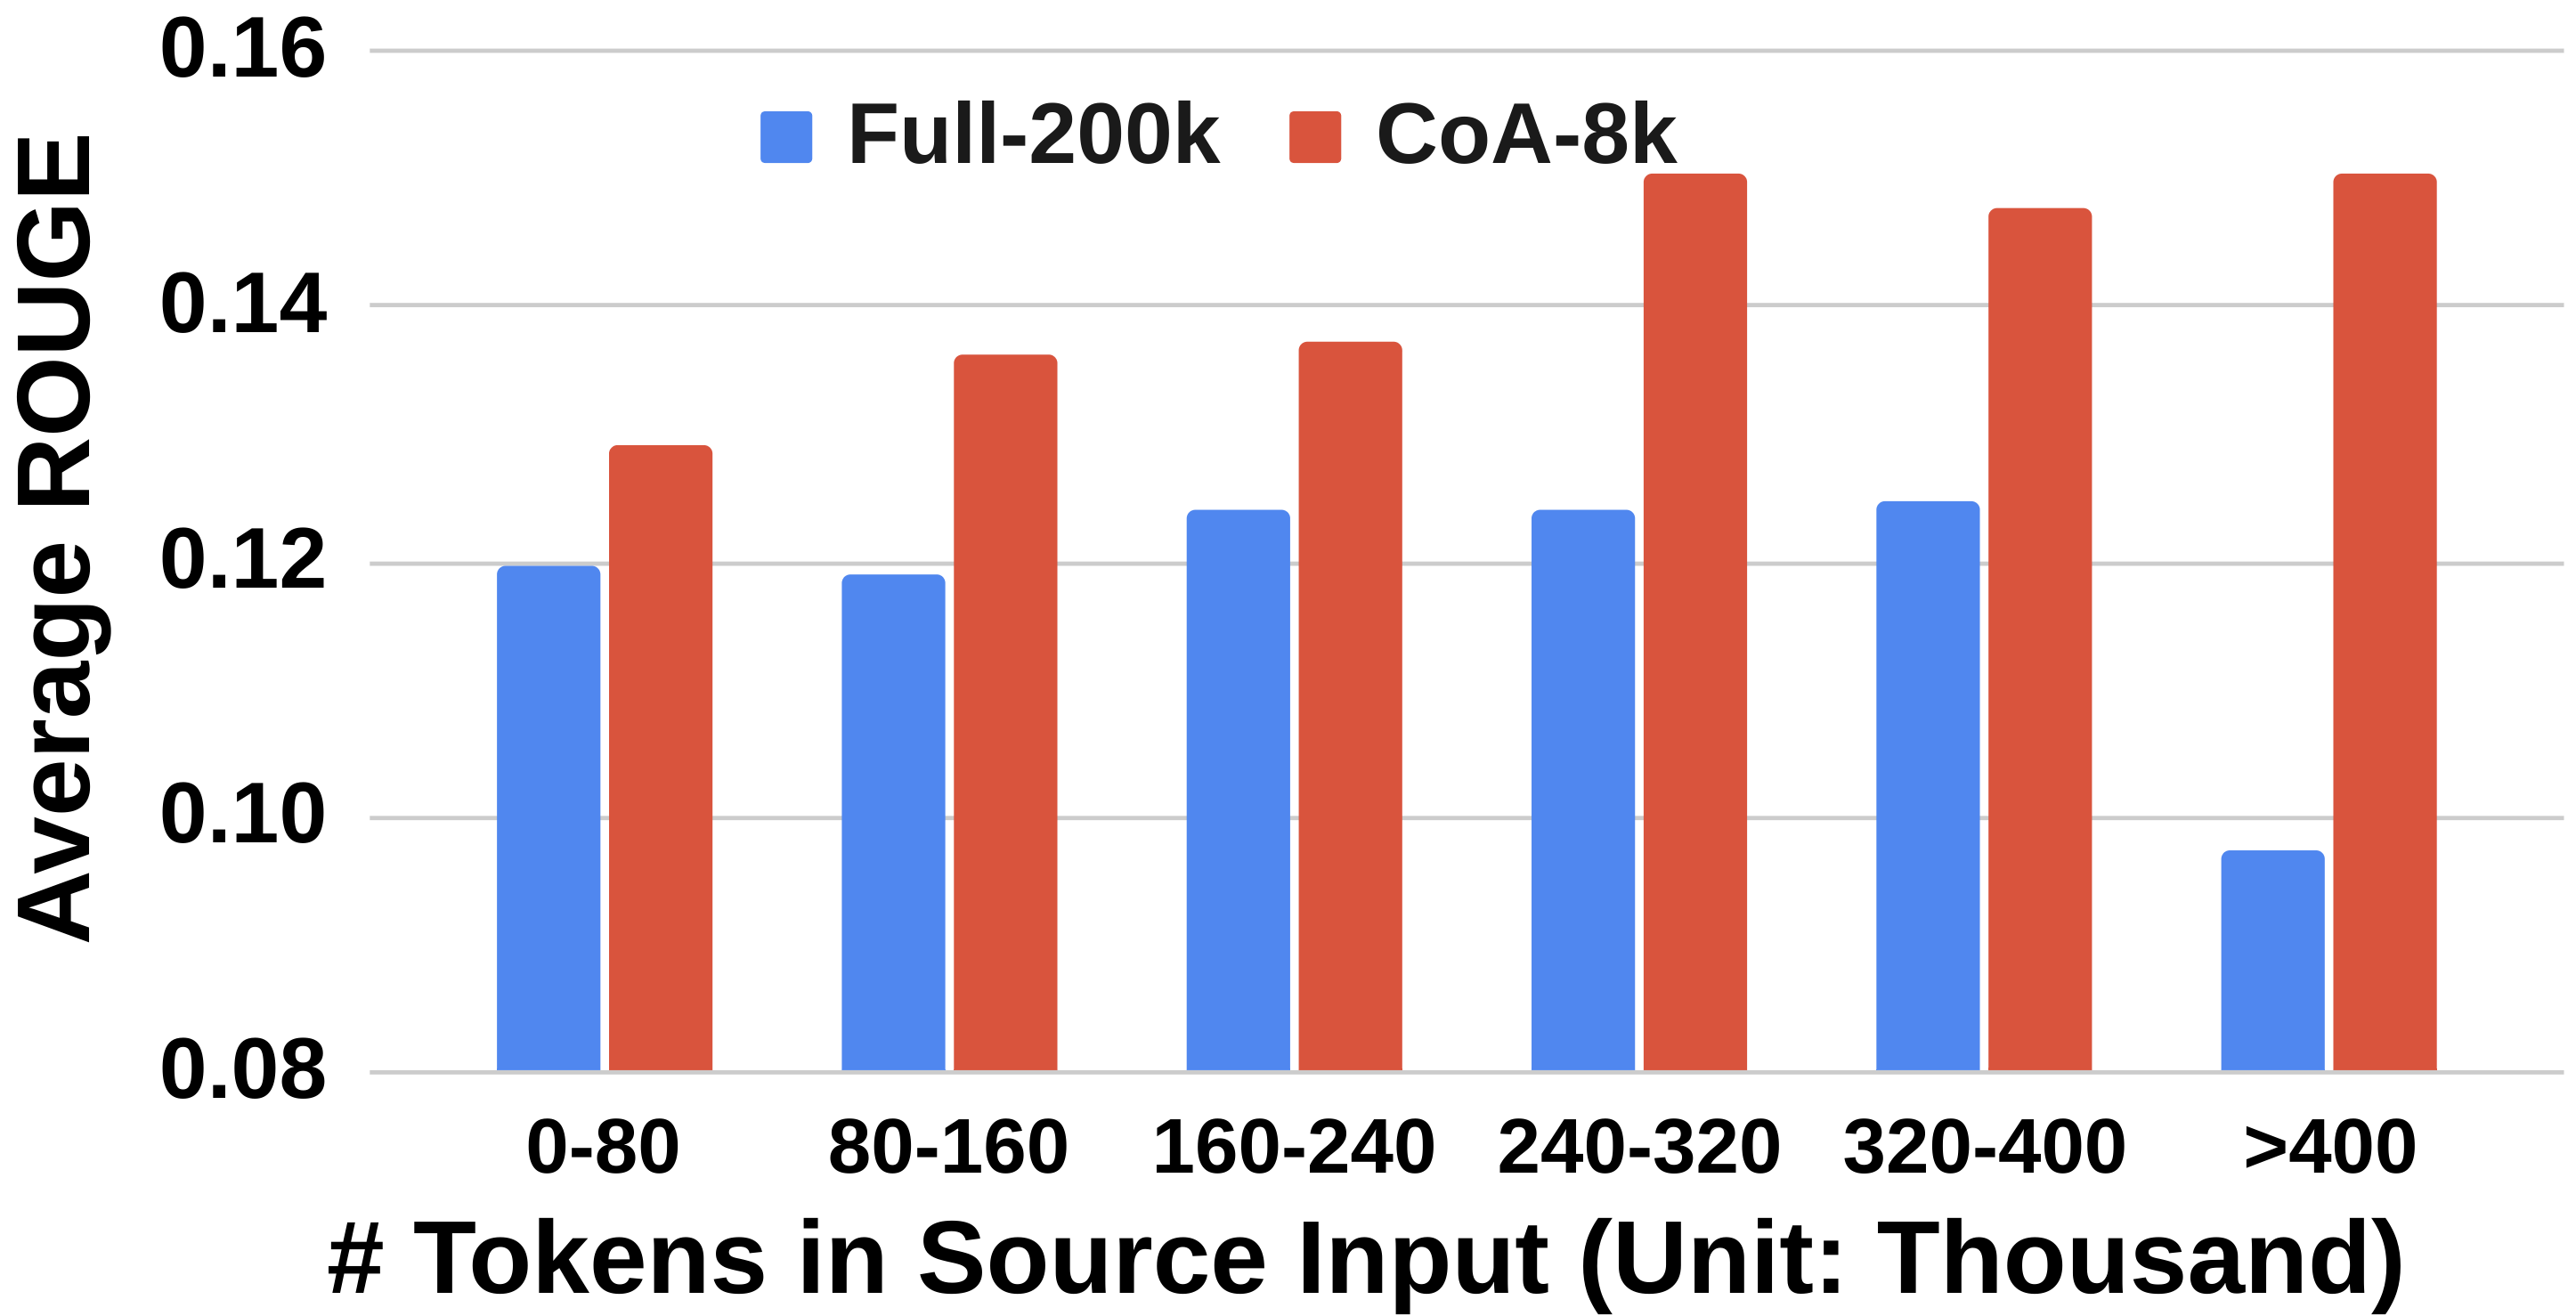 0.16
Full-200k CoA-8k
0.14
0.12
0.10
0.08
Average ROUGE
0-80 80-160 160-240 240-320 320-400 >400
# Tokens in Source Input (Unit: Thousand)